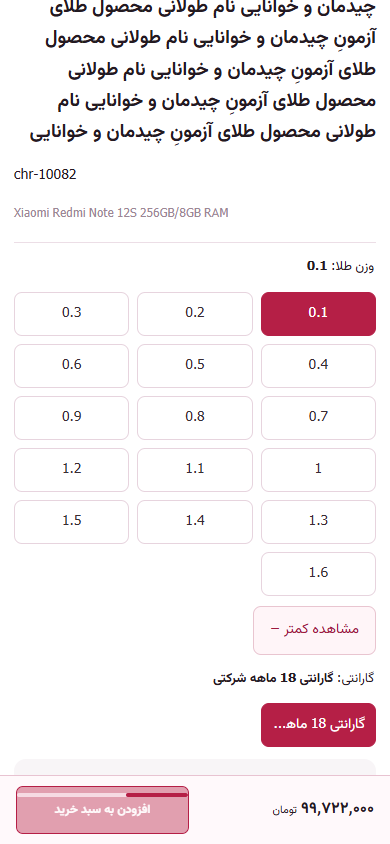 چیدمان و خوانایی نام طولانی محصول طلای
آزمونِ چیدمان و خوانایی نام طولانی محصول
طلای آزمونِ چیدمان و خوانایی نام طولانی
محصول طلای آزمونِ چیدمان و خوانایی نام
طولانی محصول طلای آزمونِ چیدمان و خوانایی
chr-10082
Xiaomi Redmi Note 12S 256GB/8GB RAM
وزن طلا: 0.1
0.1 0.2 0.3
0.4 0.5 0.6
0.7 0.8 0.9
1 1.1 1.2
1.3 1.4 1.5
1.6
مشاهده کمتر −
گارانتی: گارانتی 18 ماهه شرکتی
گارانتی 18 ماه...
۹۹,۷۲۲,۰۰۰ تومان
افزودن به سبد خرید